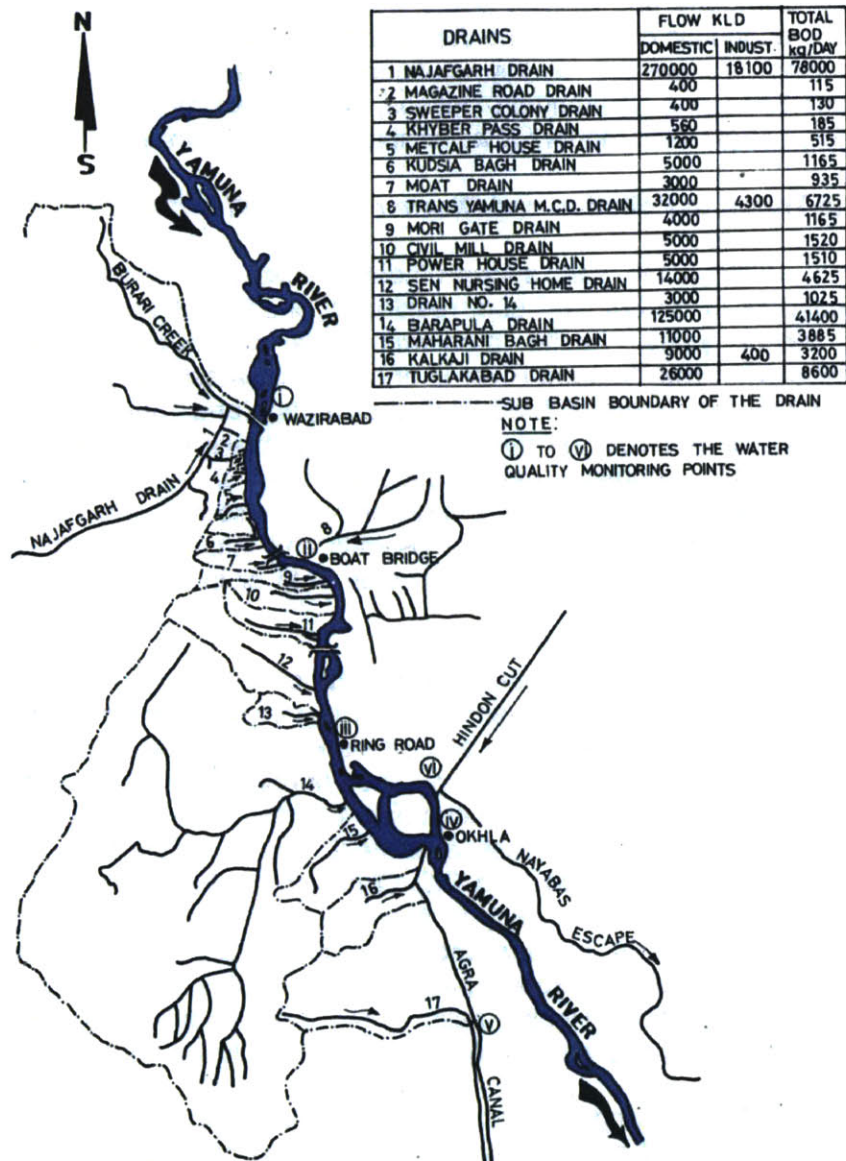 N
S
DRAINS FLOW KLD TOTAL BOD kg/DAY
DOMESTIC INDUST.
1 NAJAFGARH DRAIN 270000 18100 78000
2 MAGAZINE ROAD DRAIN 400 115
3 SWEEPER COLONY DRAIN 400 130
4 KHYBER PASS DRAIN 560 185
5 METCALF HOUSE DRAIN 1200 515
6 KUDSIA BAGH DRAIN 5000 1165
7 MOAT DRAIN 3000 935
8 TRANS YAMUNA M.C.D. DRAIN 32000 4300 6725
9 MORI GATE DRAIN 4000 1165
10 CIVIL MILL DRAIN 5000 1520
11 POWER HOUSE DRAIN 5000 1510
12 SEN NURSING HOME DRAIN 14000 4625
13 DRAIN NO. 14 3000 1025
14 BARAPULA DRAIN 125000 41400
15 MAHARANI BAGH DRAIN 11000 3885
16 KALKAJI DRAIN 9000 400 3200
17 TUGLAKABAD DRAIN 26000 8600
SUB BASIN BOUNDARY OF THE DRAIN
NOTE:
(i) TO (vi) DENOTES THE WATER
QUALITY MONITORING POINTS
YAMUNA
RIVER
BURARI CREEK
(i)
WAZIRABAD
1
2
3
4
NAJAFGARH DRAIN
6
7
8
(ii)
BOAT BRIDGE
9
10
11
12
13
(iii)
RING ROAD
HINDON CUT
(vi)
14
15
(iv)
OKHLA
16
NAYABAS
ESCAPE
YAMUNA
RIVER
AGRA
CANAL
17
(v)